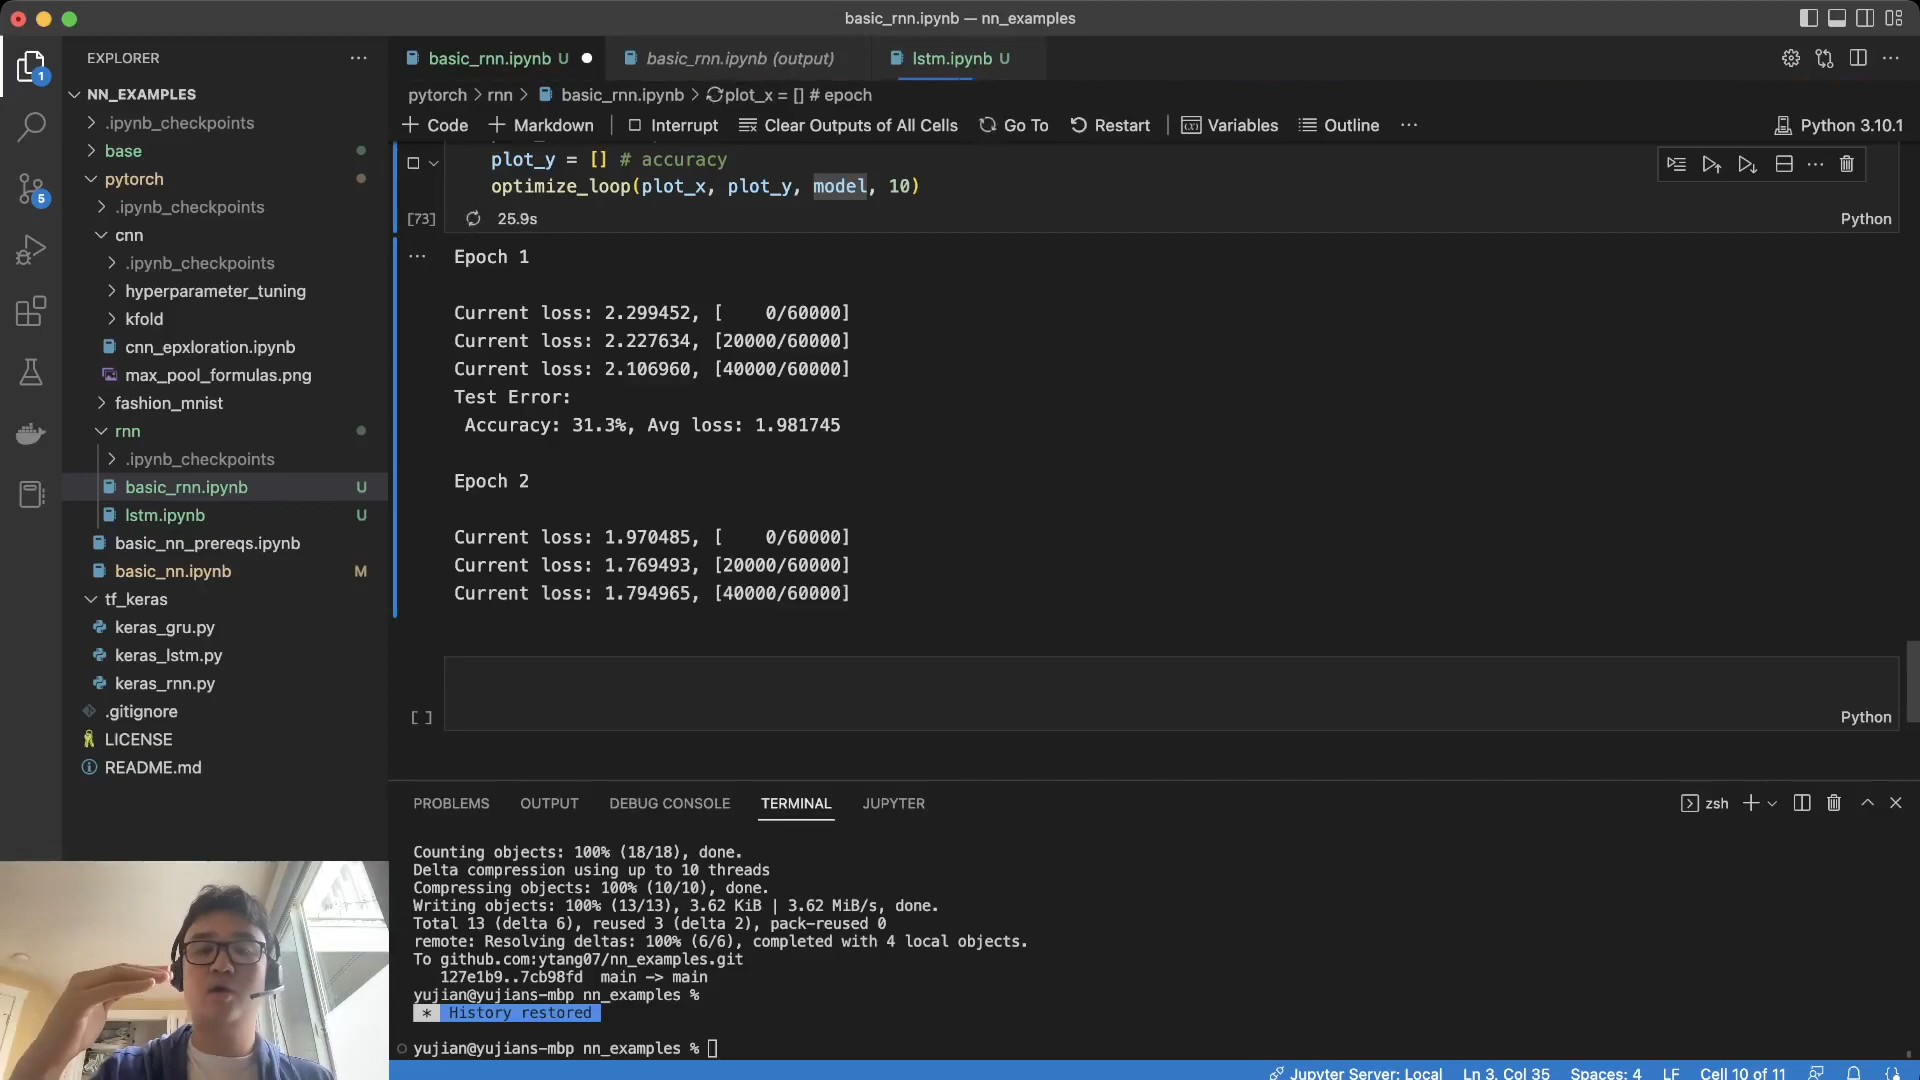 basic_rnn.ipynb — nn_examples
EXPLORER
basic_rnn.ipynb U
basic_rnn.ipynb (output)
lstm.ipynb U
1
5
NN_EXAMPLES
.ipynb_checkpoints
base
pytorch
.ipynb_checkpoints
cnn
.ipynb_checkpoints
hyperparameter_tuning
kfold
cnn_epxloration.ipynb
max_pool_formulas.png
fashion_mnist
rnn
.ipynb_checkpoints
basic_rnn.ipynb U
lstm.ipynb U
basic_nn_prereqs.ipynb
basic_nn.ipynb M
tf_keras
keras_gru.py
keras_lstm.py
keras_rnn.py
.gitignore
LICENSE
README.md
pytorch > rnn > basic_rnn.ipynb > plot_x = [] # epoch
+ Code + Markdown Interrupt Clear Outputs of All Cells Go To Restart Variables Outline ... Python 3.10.1
plot_y = [] # accuracy
optimize_loop(plot_x, plot_y, model, 10)
[73] 25.9s Python
Epoch 1
Current loss: 2.299452, [    0/60000]
Current loss: 2.227634, [20000/60000]
Current loss: 2.106960, [40000/60000]
Test Error:
Accuracy: 31.3%, Avg loss: 1.981745
Epoch 2
Current loss: 1.970485, [    0/60000]
Current loss: 1.769493, [20000/60000]
Current loss: 1.794965, [40000/60000]
[ ] Python
PROBLEMS OUTPUT DEBUG CONSOLE TERMINAL JUPYTER zsh
Counting objects: 100% (18/18), done.
Delta compression using up to 10 threads
Compressing objects: 100% (10/10), done.
Writing objects: 100% (13/13), 3.62 KiB | 3.62 MiB/s, done.
Total 13 (delta 6), reused 3 (delta 2), pack-reused 0
remote: Resolving deltas: 100% (6/6), completed with 4 local objects.
To github.com:ytang07/nn_examples.git
127e1b9..7cb98fd main -> main
yujian@yujians-mbp nn_examples %
* History restored
yujian@yujians-mbp nn_examples %
Jupyter Server: Local Ln 3, Col 35 Spaces: 4 LF Cell 10 of 11